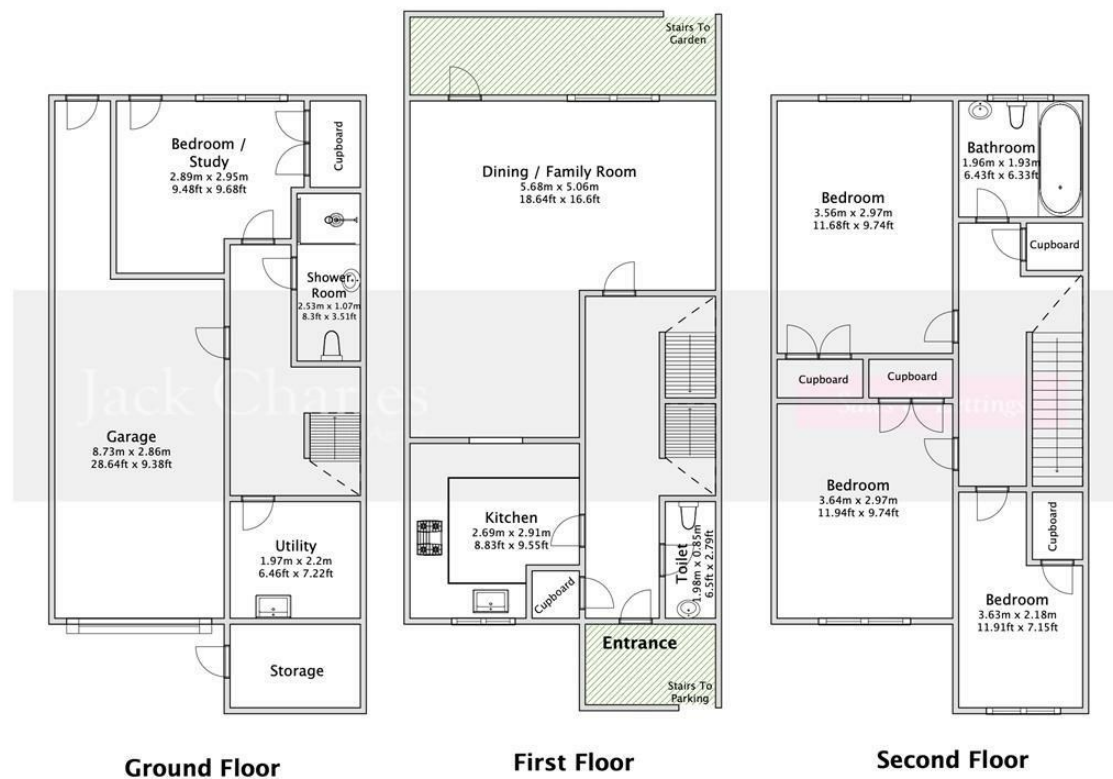 Bedroom /
Study
2.89m x 2.95m
9.48ft x 9.68ft
Cupboard
Shower..
Room
2.53m x 1.07m
8.3ft x 3.51ft
Garage
8.73m x 2.86m
28.64ft x 9.38ft
Utility
1.97m x 2.2m
6.46ft x 7.22ft
Storage
Ground Floor
Stairs To
Garden
Dining / Family Room
5.68m x 5.06m
18.64ft x 16.6ft
Kitchen
2.69m x 2.91m
8.83ft x 9.55ft
Cupboard
Toilet
1.98m x 0.85m
6.5ft x 2.79ft
Entrance
Stairs To
Parking
First Floor
Bedroom
3.56m x 2.97m
11.68ft x 9.74ft
Bathroom
1.96m x 1.93m
6.43ft x 6.33ft
Cupboard
Cupboard
Cupboard
Bedroom
3.64m x 2.97m
11.94ft x 9.74ft
Cupboard
Bedroom
3.63m x 2.18m
11.91ft x 7.15ft
Second Floor
Jack Charles
Sales & Lettings